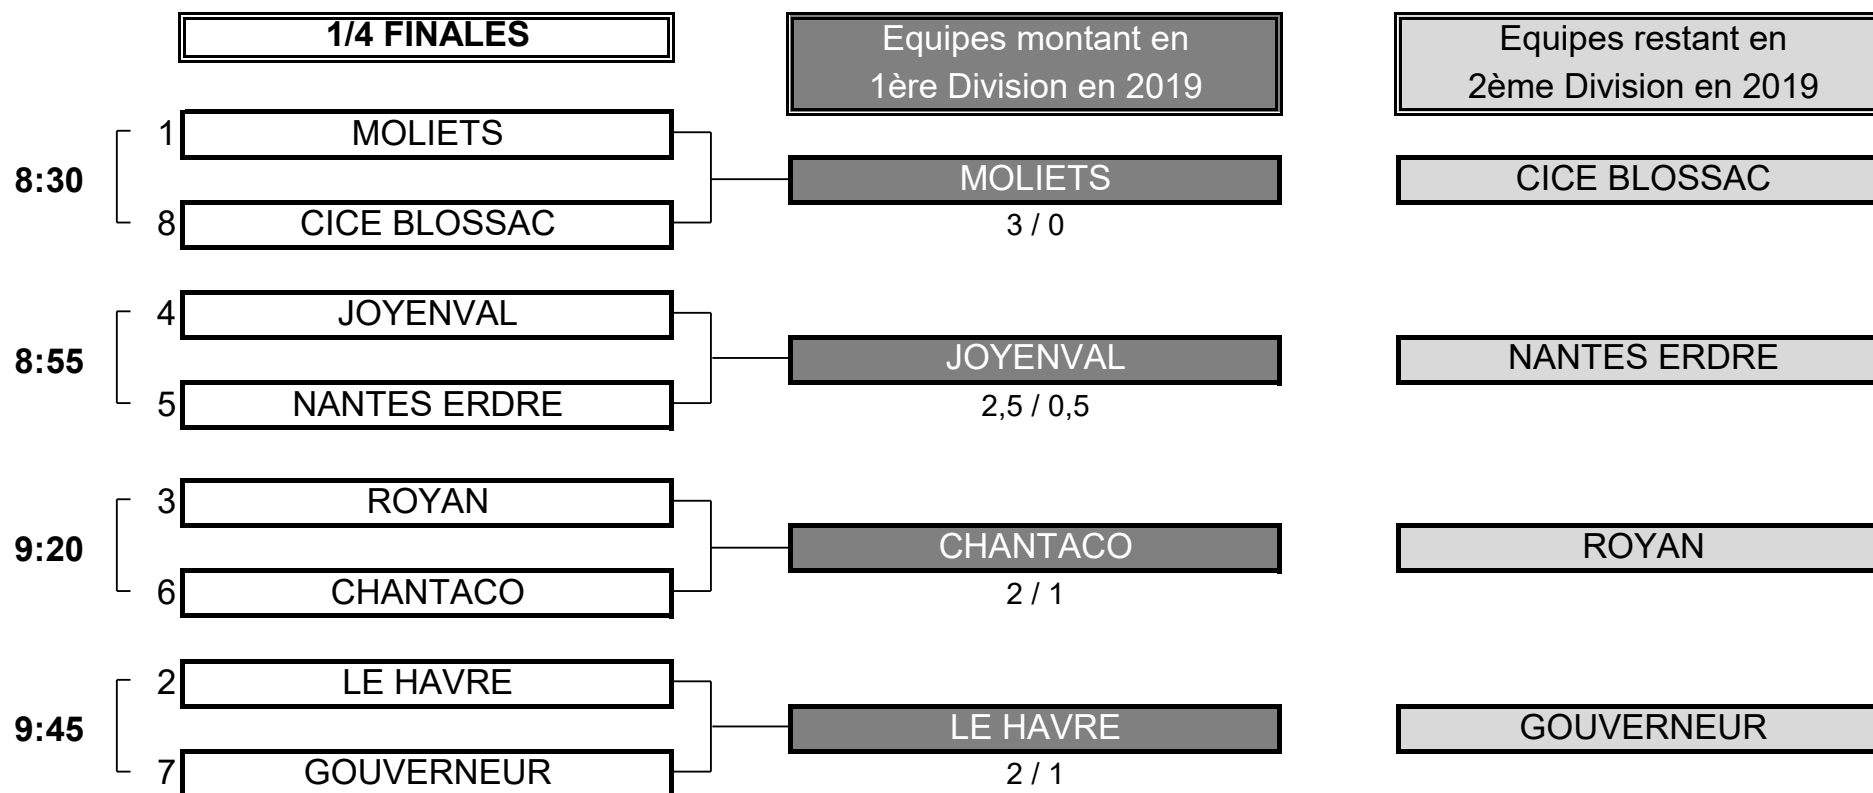 1/4 FINALES
Equipes montant en
1ère Division en 2019
Equipes restant en
2ème Division en 2019
8:30
1 MOLIETS
8 CICE BLOSSAC
MOLIETS
3 / 0
CICE BLOSSAC
8:55
4 JOYENVAL
5 NANTES ERDRE
JOYENVAL
2,5 / 0,5
NANTES ERDRE
9:20
3 ROYAN
6 CHANTACO
CHANTACO
2 / 1
ROYAN
9:45
2 LE HAVRE
7 GOUVERNEUR
LE HAVRE
2 / 1
GOUVERNEUR